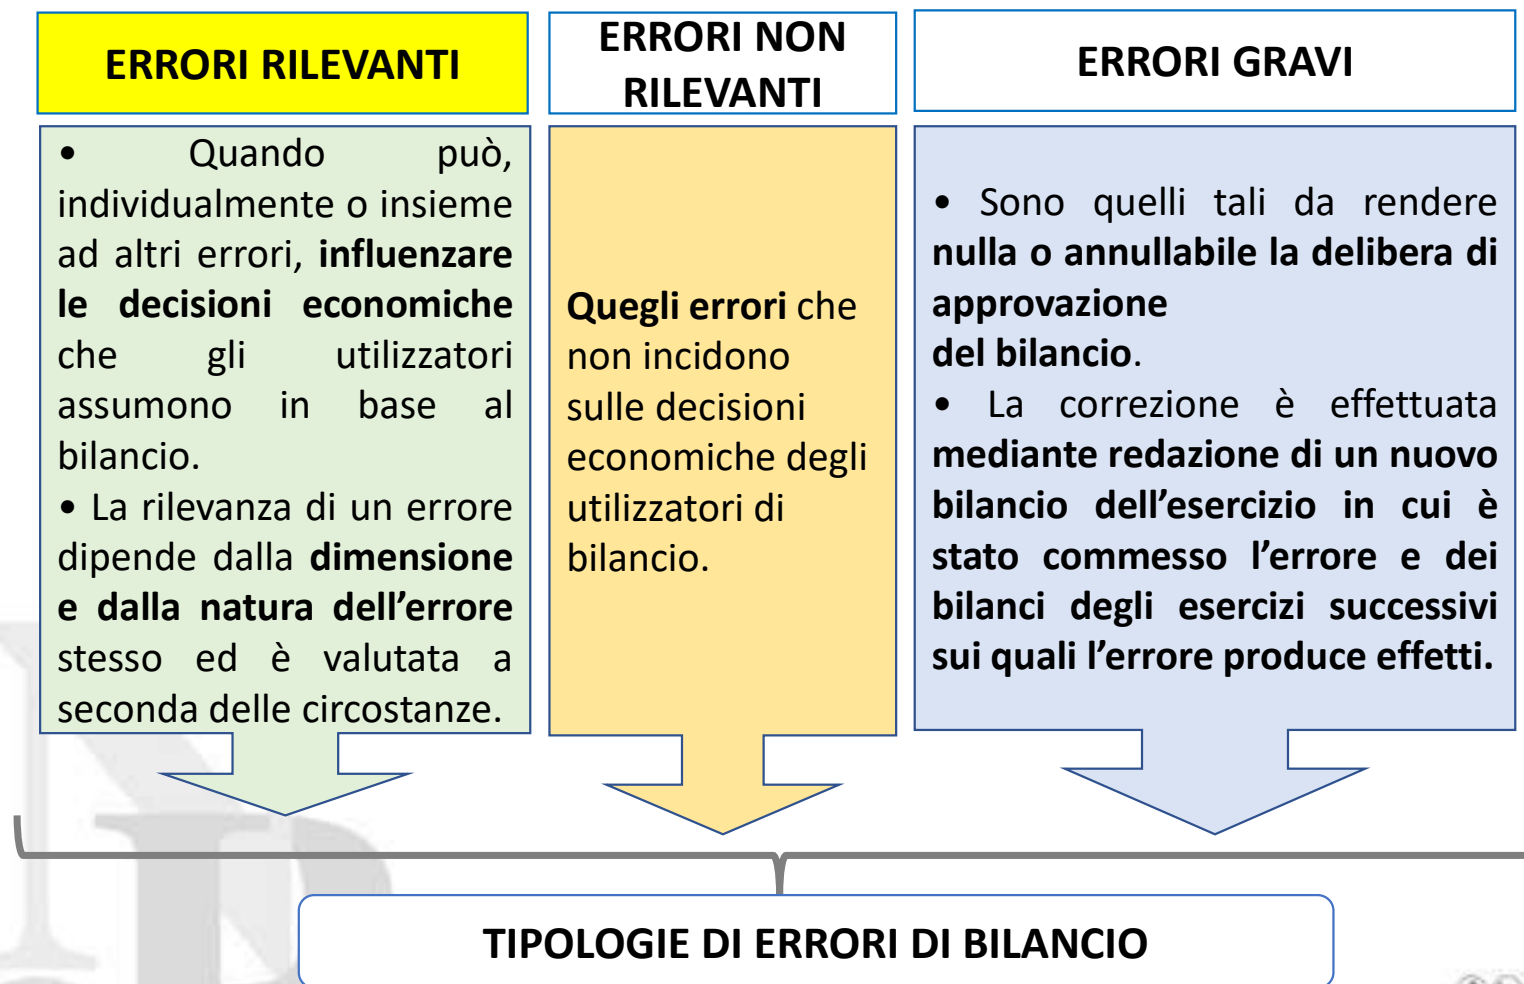 ERRORI RILEVANTI
• Quando può,
individualmente o insieme
ad altri errori, influenzare
le decisioni economiche
che gli utilizzatori
assumono in base al
bilancio.
• La rilevanza di un errore
dipende dalla dimensione
e dalla natura dell’errore
stesso ed è valutata a
seconda delle circostanze.
ERRORI NON
RILEVANTI
Quegli errori che
non incidono
sulle decisioni
economiche degli
utilizzatori di
bilancio.
ERRORI GRAVI
• Sono quelli tali da rendere
nulla o annullabile la delibera di
approvazione
del bilancio.
• La correzione è effettuata
mediante redazione di un nuovo
bilancio dell’esercizio in cui è
stato commesso l’errore e dei
bilanci degli esercizi successivi
sui quali l’errore produce effetti.
TIPOLOGIE DI ERRORI DI BILANCIO